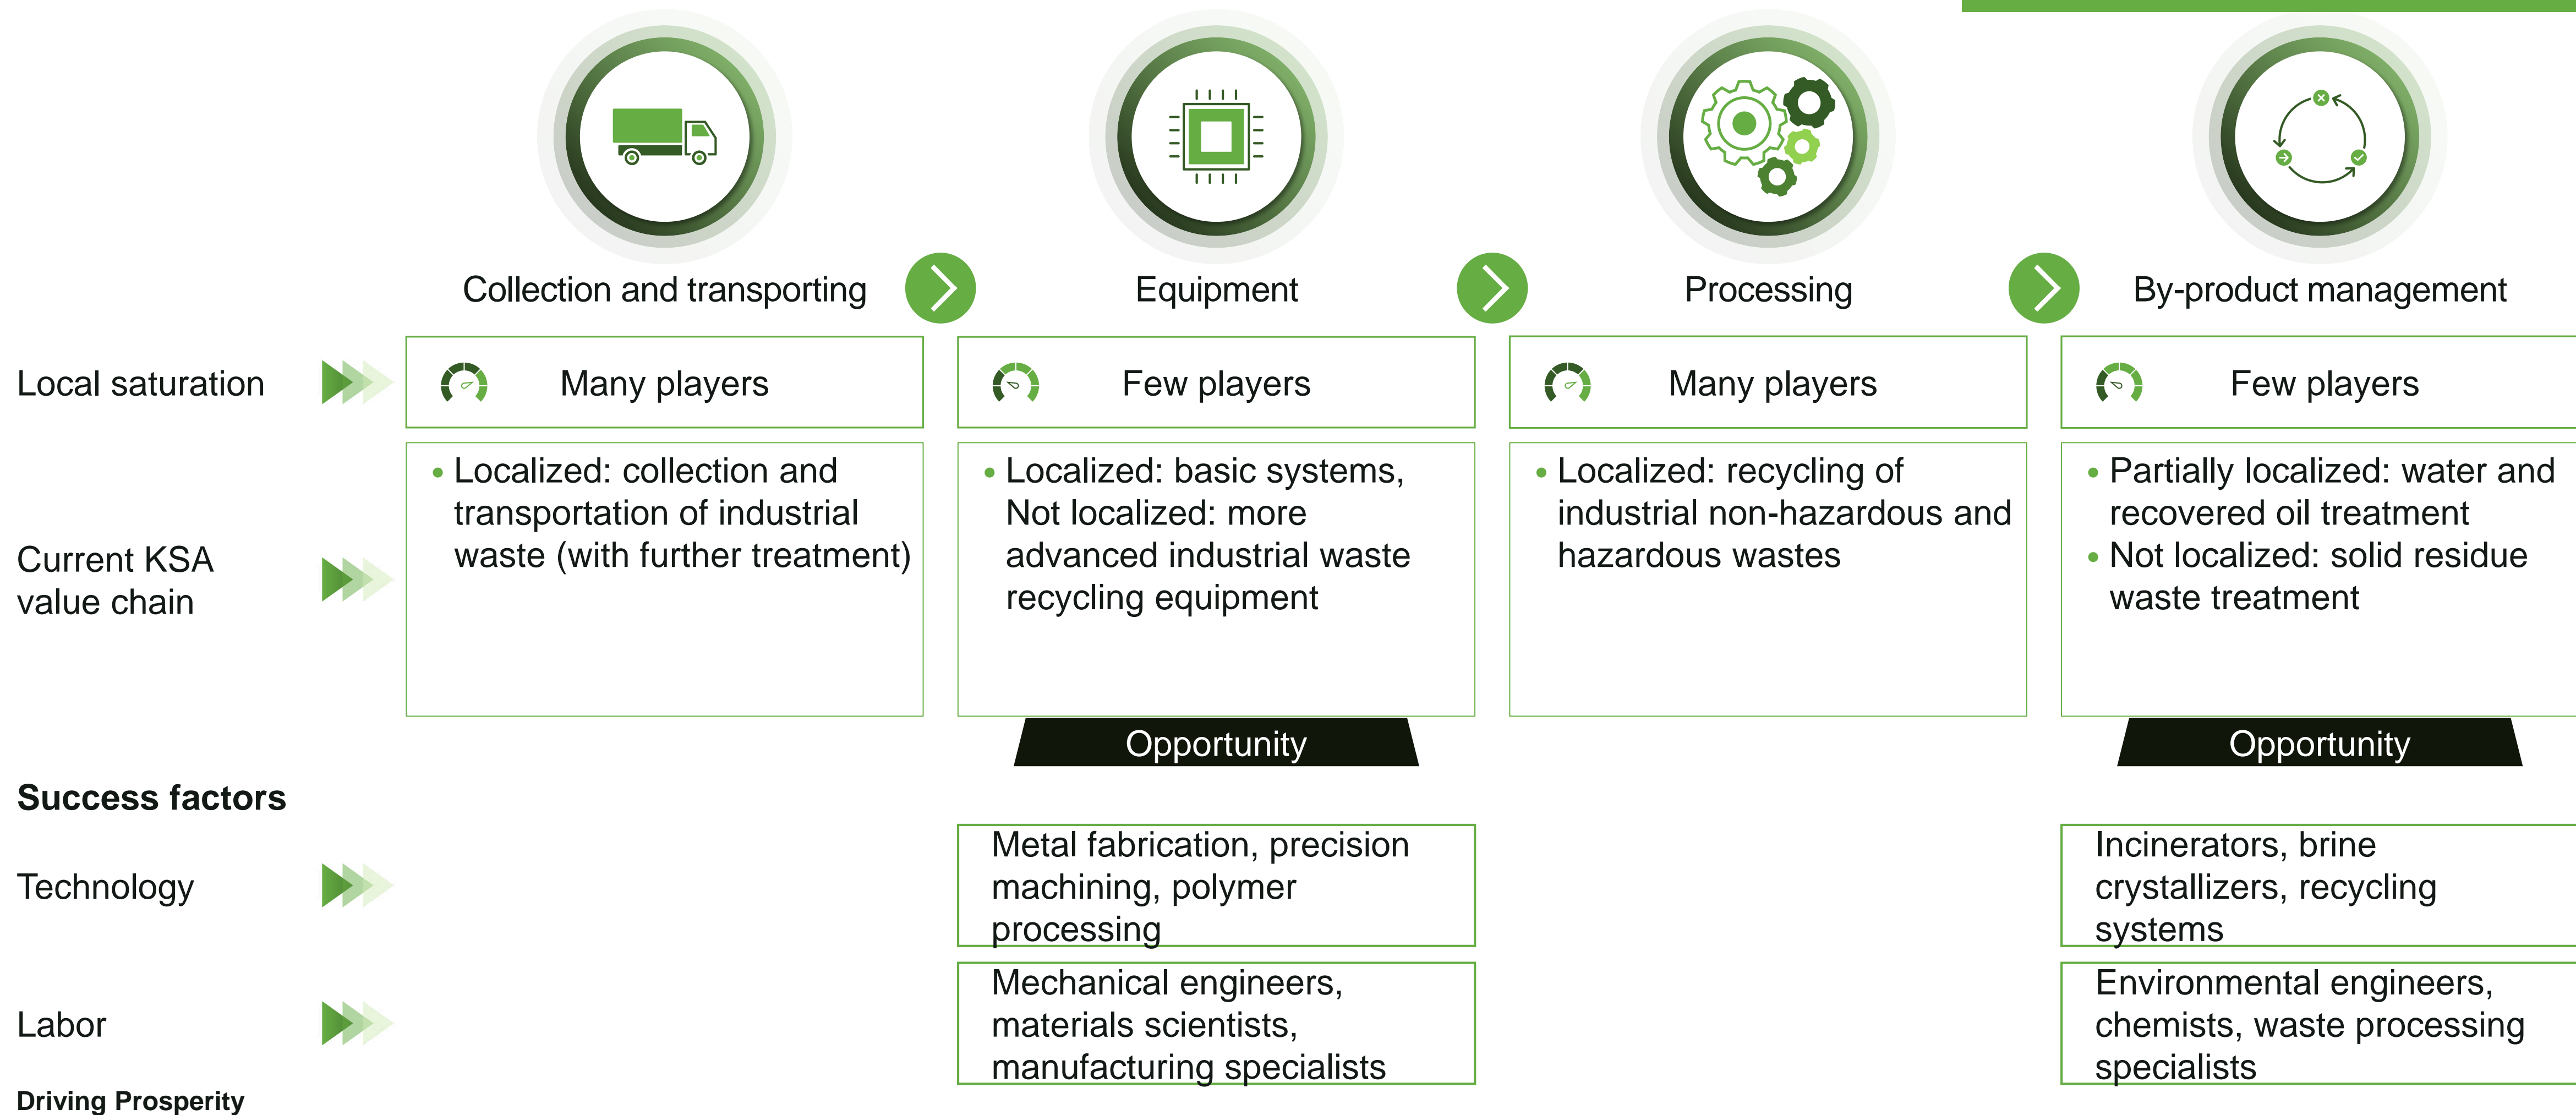 Collection and transporting
Equipment
Processing
By-product management
Local saturation
Many players
Few players
Many players
Few players
Current KSA
value chain
• Localized: collection and
transportation of industrial
waste (with further treatment)
• Localized: basic systems,
Not localized: more
advanced industrial waste
recycling equipment
• Localized: recycling of
industrial non-hazardous and
hazardous wastes
• Partially localized: water and
recovered oil treatment
• Not localized: solid residue
waste treatment
Opportunity
Opportunity
Success factors
Technology
Metal fabrication, precision
machining, polymer
processing
Incinerators, brine
crystallizers, recycling
systems
Labor
Mechanical engineers,
materials scientists,
manufacturing specialists
Environmental engineers,
chemists, waste processing
specialists
Driving Prosperity